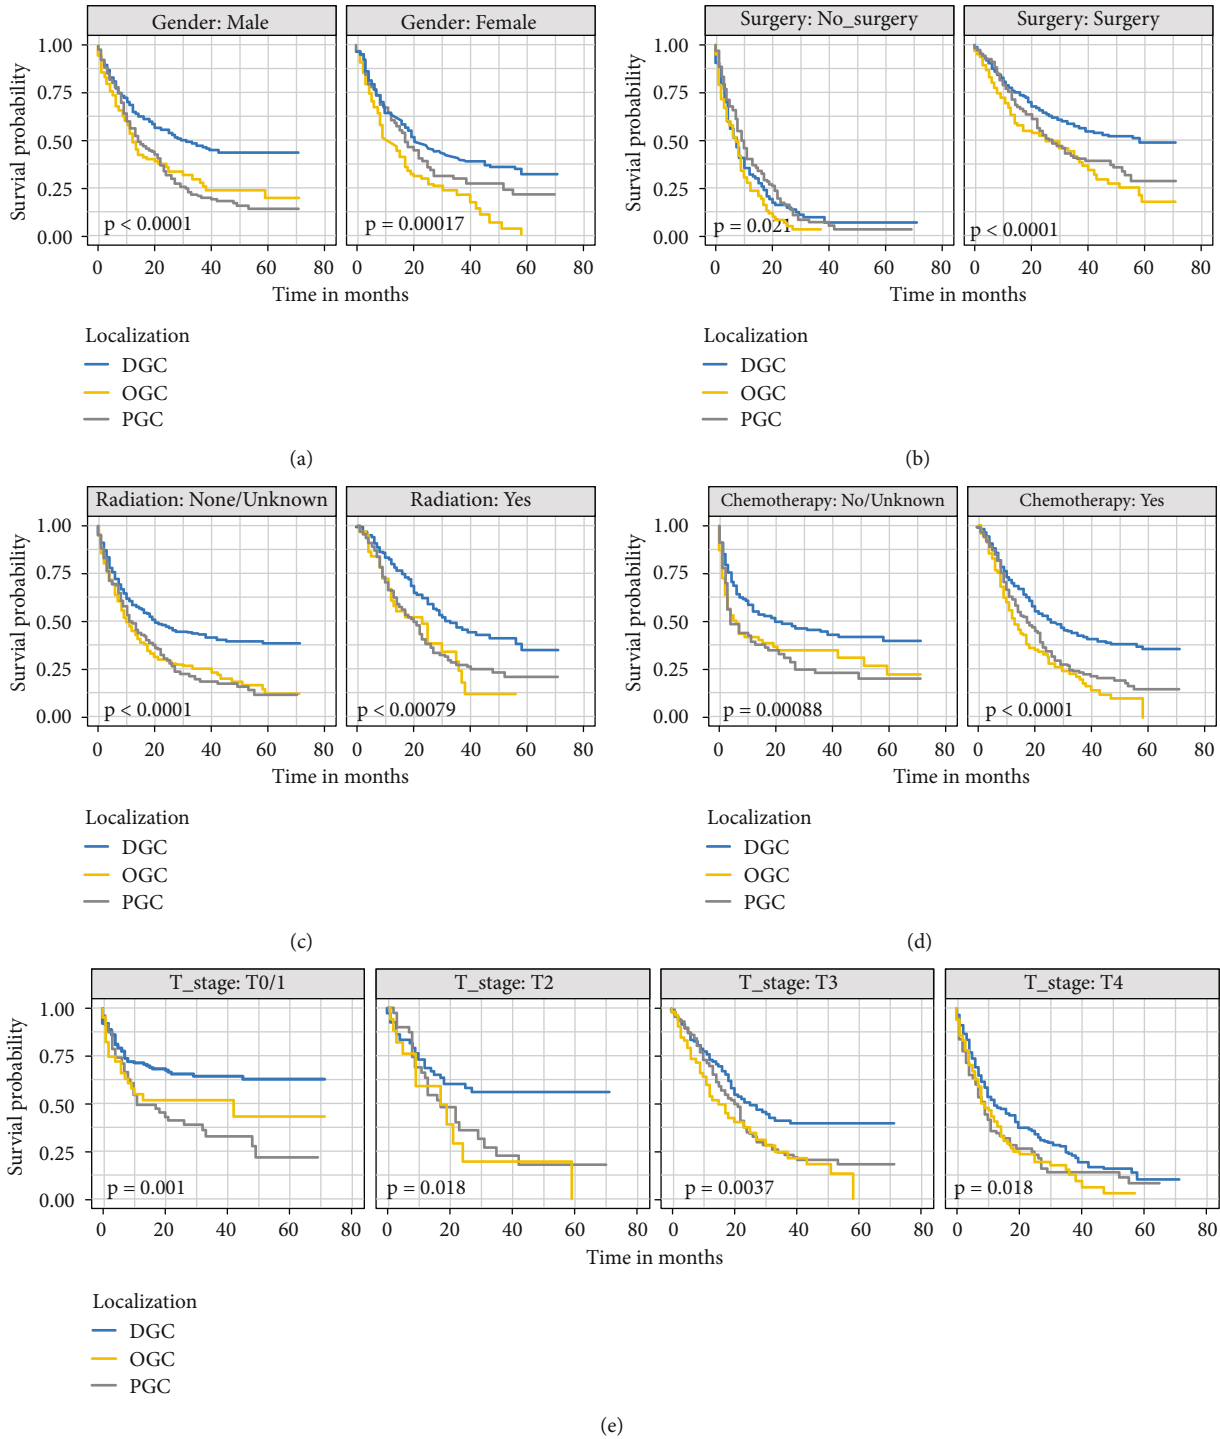 Gender: Male
Gender: Female
1.00
0.75
0.50
0.25
0.00
Survial probability
p < 0.0001
p = 0.00017
0 20 40 60 80
0 20 40 60 80
Time in months
Localization
DGC
OGC
PGC
(a)
Surgery: No_surgery
Surgery: Surgery
1.00
0.75
0.50
0.25
0.00
Survial probability
p = 0.021
p <0.0001
0 20 40 60 80
0 20 40 60 80
Time in months
Localization
DGC
OGC
PGC
(b)
Radiation: None/Unknown
Radiation: Yes
1.00
0.75
0.50
0.25
0.00
Survial probability
p <0.0001
p < 0.00079
0 20 40 60 80
0 20 40 60 80
Time in months
Localization
DGC
OGC
PGC
(c)
Chemotherapy: No/Unknown
Chemotherapy: Yes
1.00
0.75
0.50
0.25
0.00
Survial probability
p = 0.00088
p <0.0001
0 20 40 60 80
0 20 40 60 80
Time in months
Localization
DGC
OGC
PGC
(d)
T_stage: T0/1
T_stage: T2
T_stage: T3
T_stage: T4
1.00
0.75
0.50
0.25
0.00
Survial probability
p = 0.001
p = 0.018
p = 0.0037
p = 0.018
0 20 40 60 80
0 20 40 60 80
0 20 40 60 80
0 20 40 60 80
Time in months
Localization
DGC
OGC
PGC
(e)